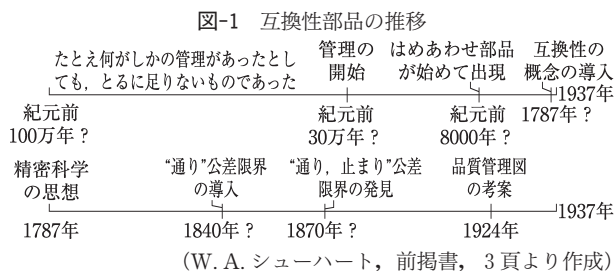 図-1 互換性部品の推移
たとえ何がしかの管理があったとし
ても，とるに足りないものであった
管理の
開始
はめあわせ部品
が始めて出現
互換性の
概念の導入
1937年
紀元前
100万年？
紀元前
30万年？
紀元前
8000年？
1787年？
精密科学
の思想
“通り”公差限界
の導入
“通り，止まり”公差
限界の発見
品質管理図
の考案
1937年
1787年
1840年？
1870年？
1924年
（W. A. シューハート，前掲書，3頁より作成）